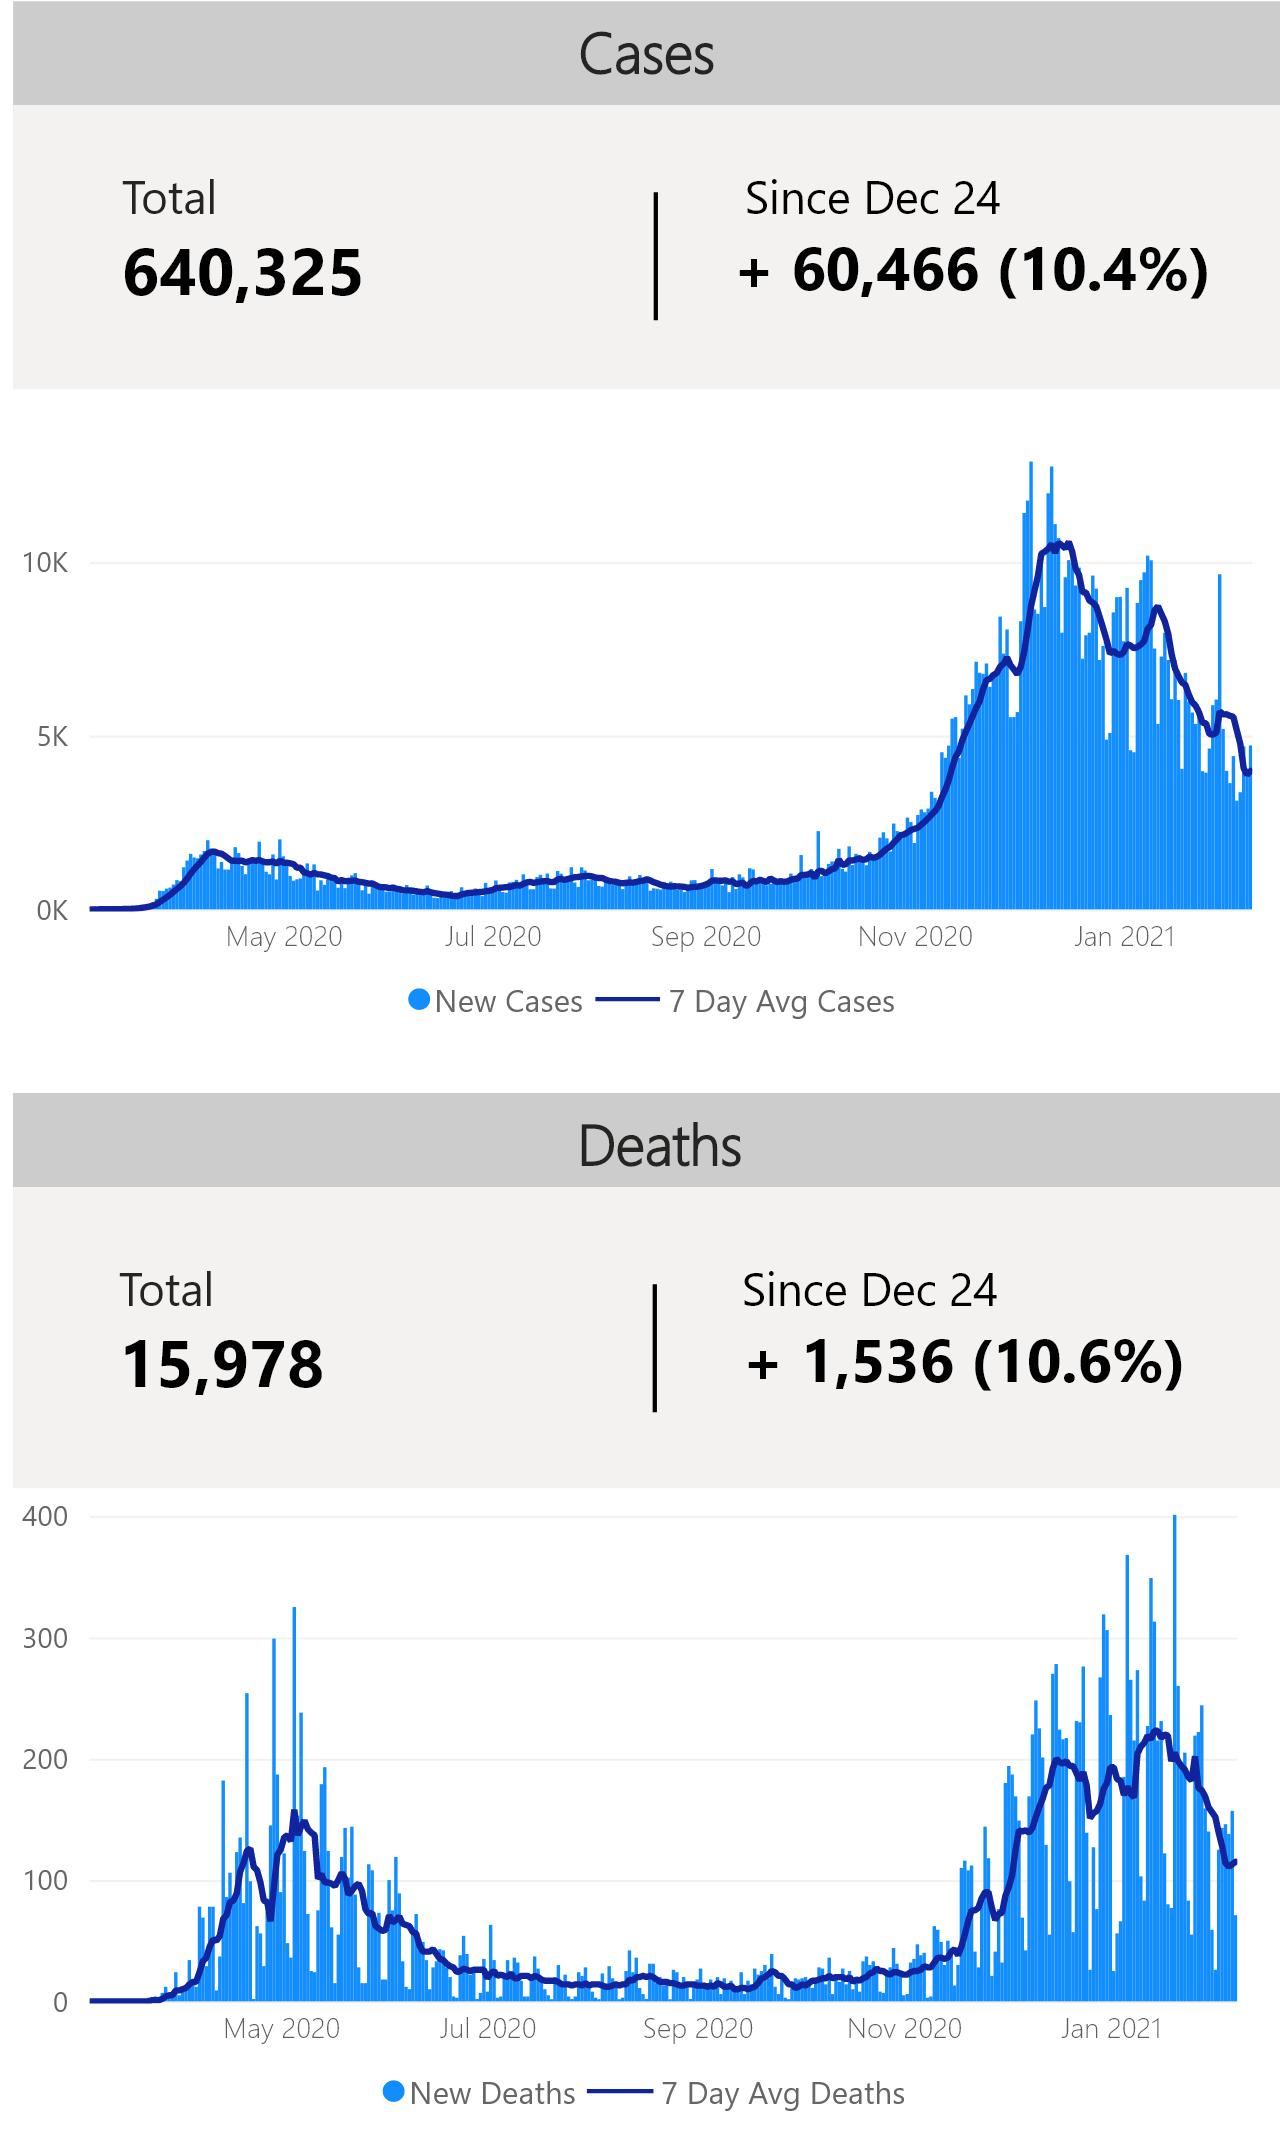 Cases
Total
Since Dec 24
640,325
+ 60,466 (10.4%)
10K
5K
0K
May 2020
Jul 2020
Sep 2020
Nov 2020
Jan 2021
New Cases
7 Day Avg Cases
Deaths
Total
Since Dec 24
15,978
+ 1,536 (10.6%)
400
300
200
100
0
May 2020
Jul 2020
Sep 2020
Nov 2020
Jan 2021
New Deaths
7 Day Avg Deaths